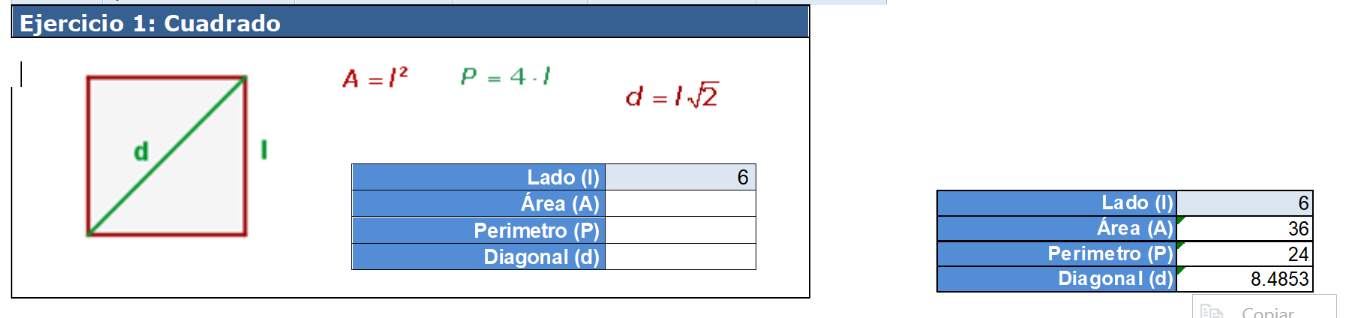 Ejercicio 1: Cuadrado
A = l²
P = 4 · l
d = l√2
d
l
Lado (l) 6
Área (A)
Perimetro (P)
Diagonal (d)
Lado (l) 6
Área (A) 36
Perimetro (P) 24
Diagonal (d) 8.4853
Copiar